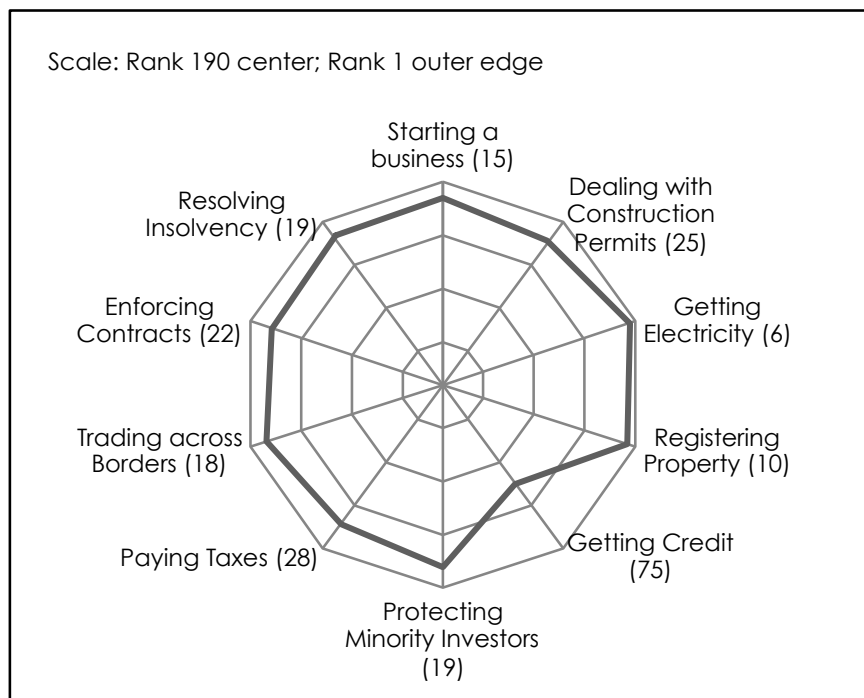 Scale: Rank 190 center; Rank 1 outer edge
Starting a
business (15)
Dealing with
Construction
Permits (25)
Getting
Electricity (6)
Registering
Property (10)
Getting Credit
(75)
Protecting
Minority Investors
(19)
Paying Taxes (28)
Trading across
Borders (18)
Enforcing
Contracts (22)
Resolving
Insolvency (19)